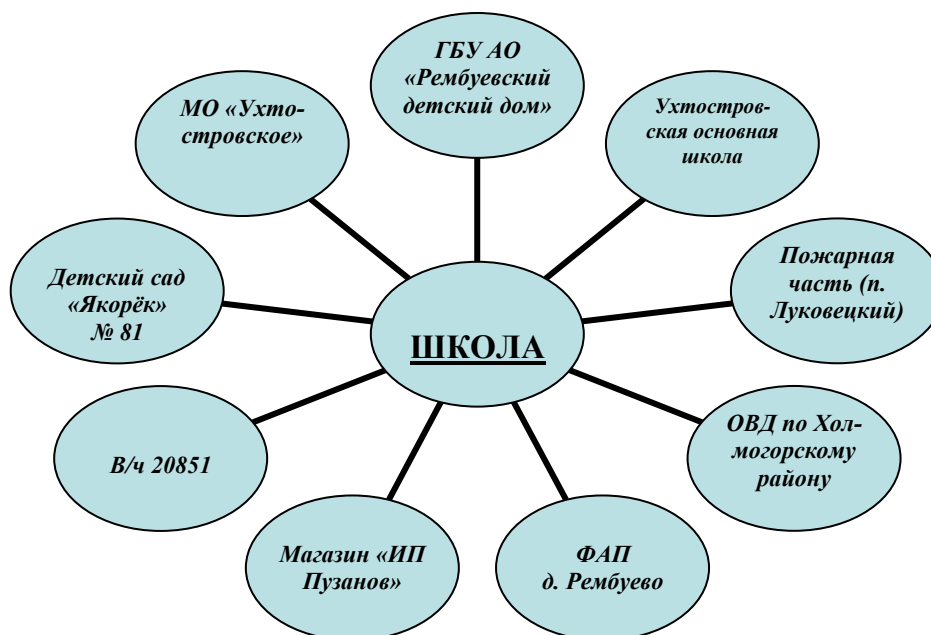 ГБУ АО
«Рембуевский
детский дом»
МО «Ухто-
стровское»
Ухтостров-
ская основная
школа
Детский сад
«Якорёк»
№ 81
Пожарная
часть (п.
Луковецкий)
ШКОЛА
В/ч 20851
ОВД по Хол-
могорскому
району
Магазин «ИП
Пузанов»
ФАП
д. Рембуево